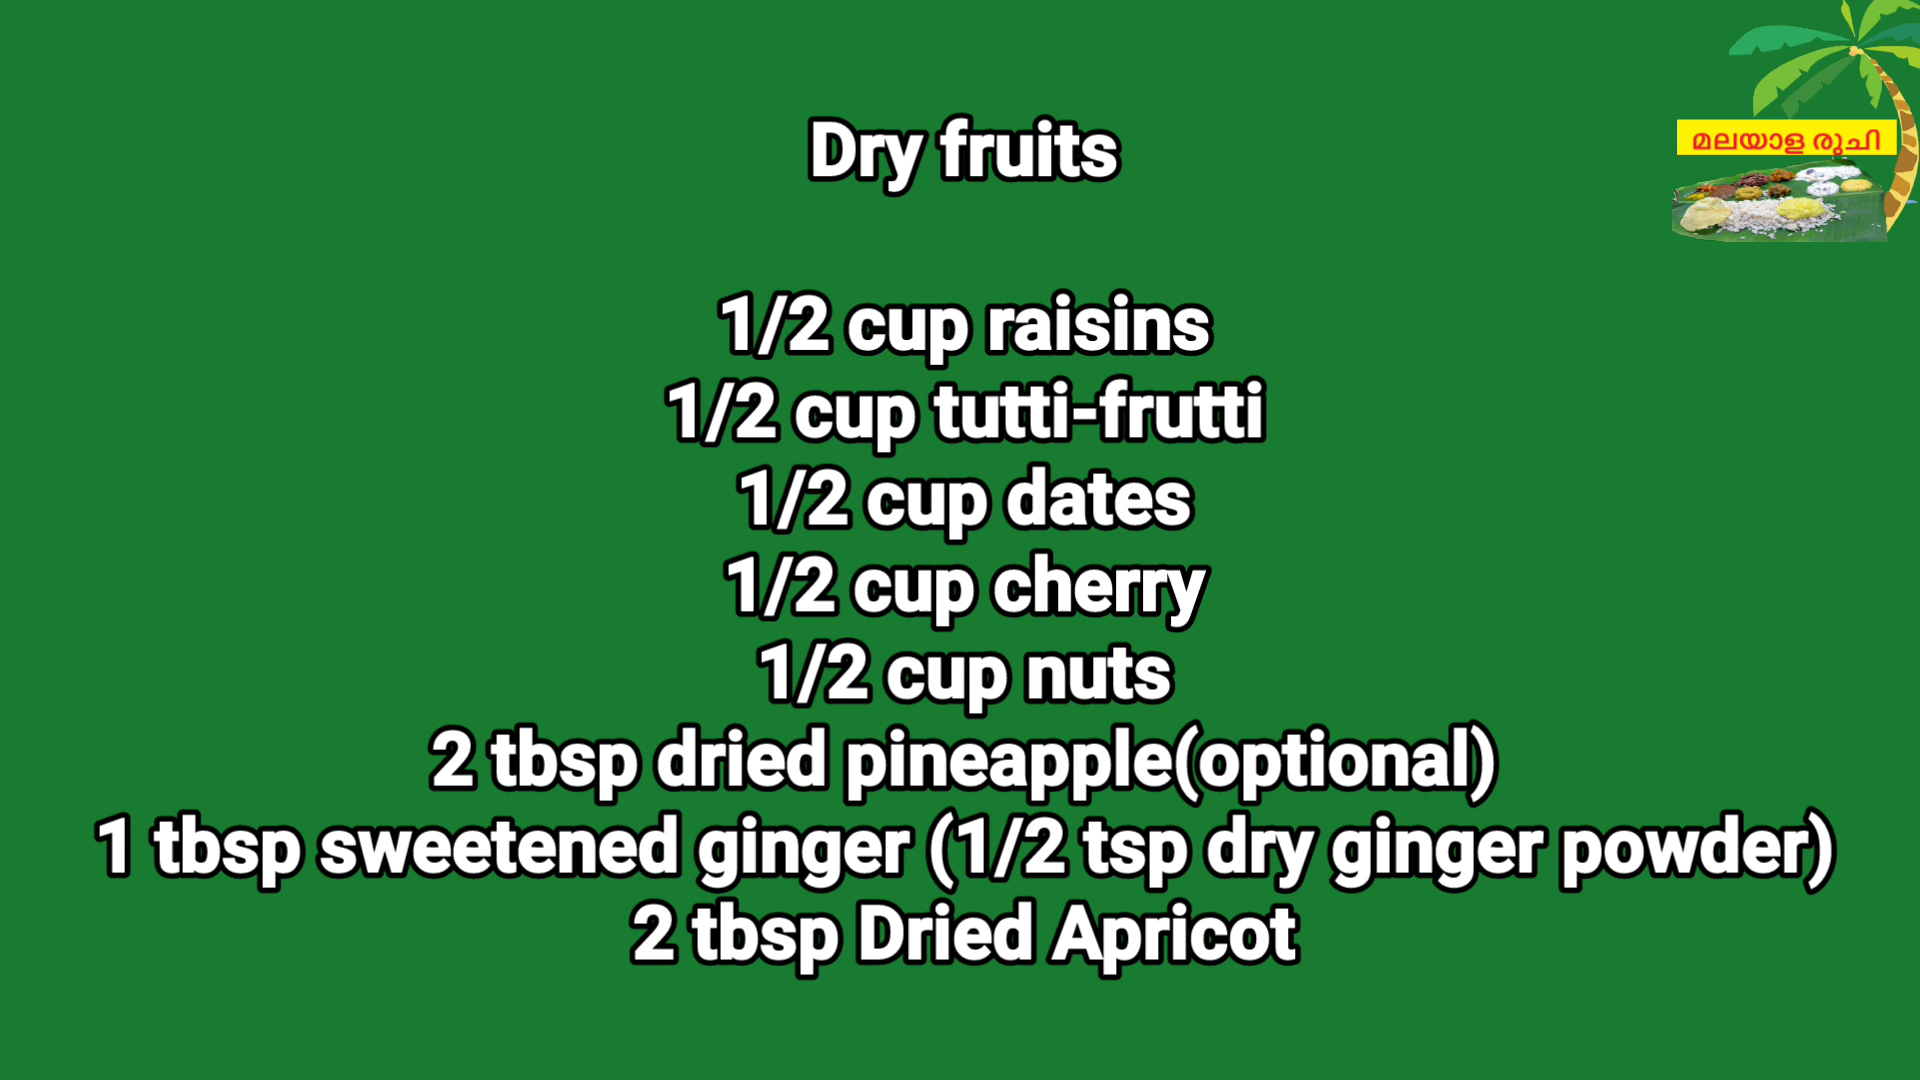 മലയാള രുചി
Dry fruits
1/2 cup raisins
1/2 cup tutti-frutti
1/2 cup dates
1/2 cup cherry
1/2 cup nuts
2 tbsp dried pineapple(optional)
1 tbsp sweetened ginger (1/2 tsp dry ginger powder)
2 tbsp Dried Apricot